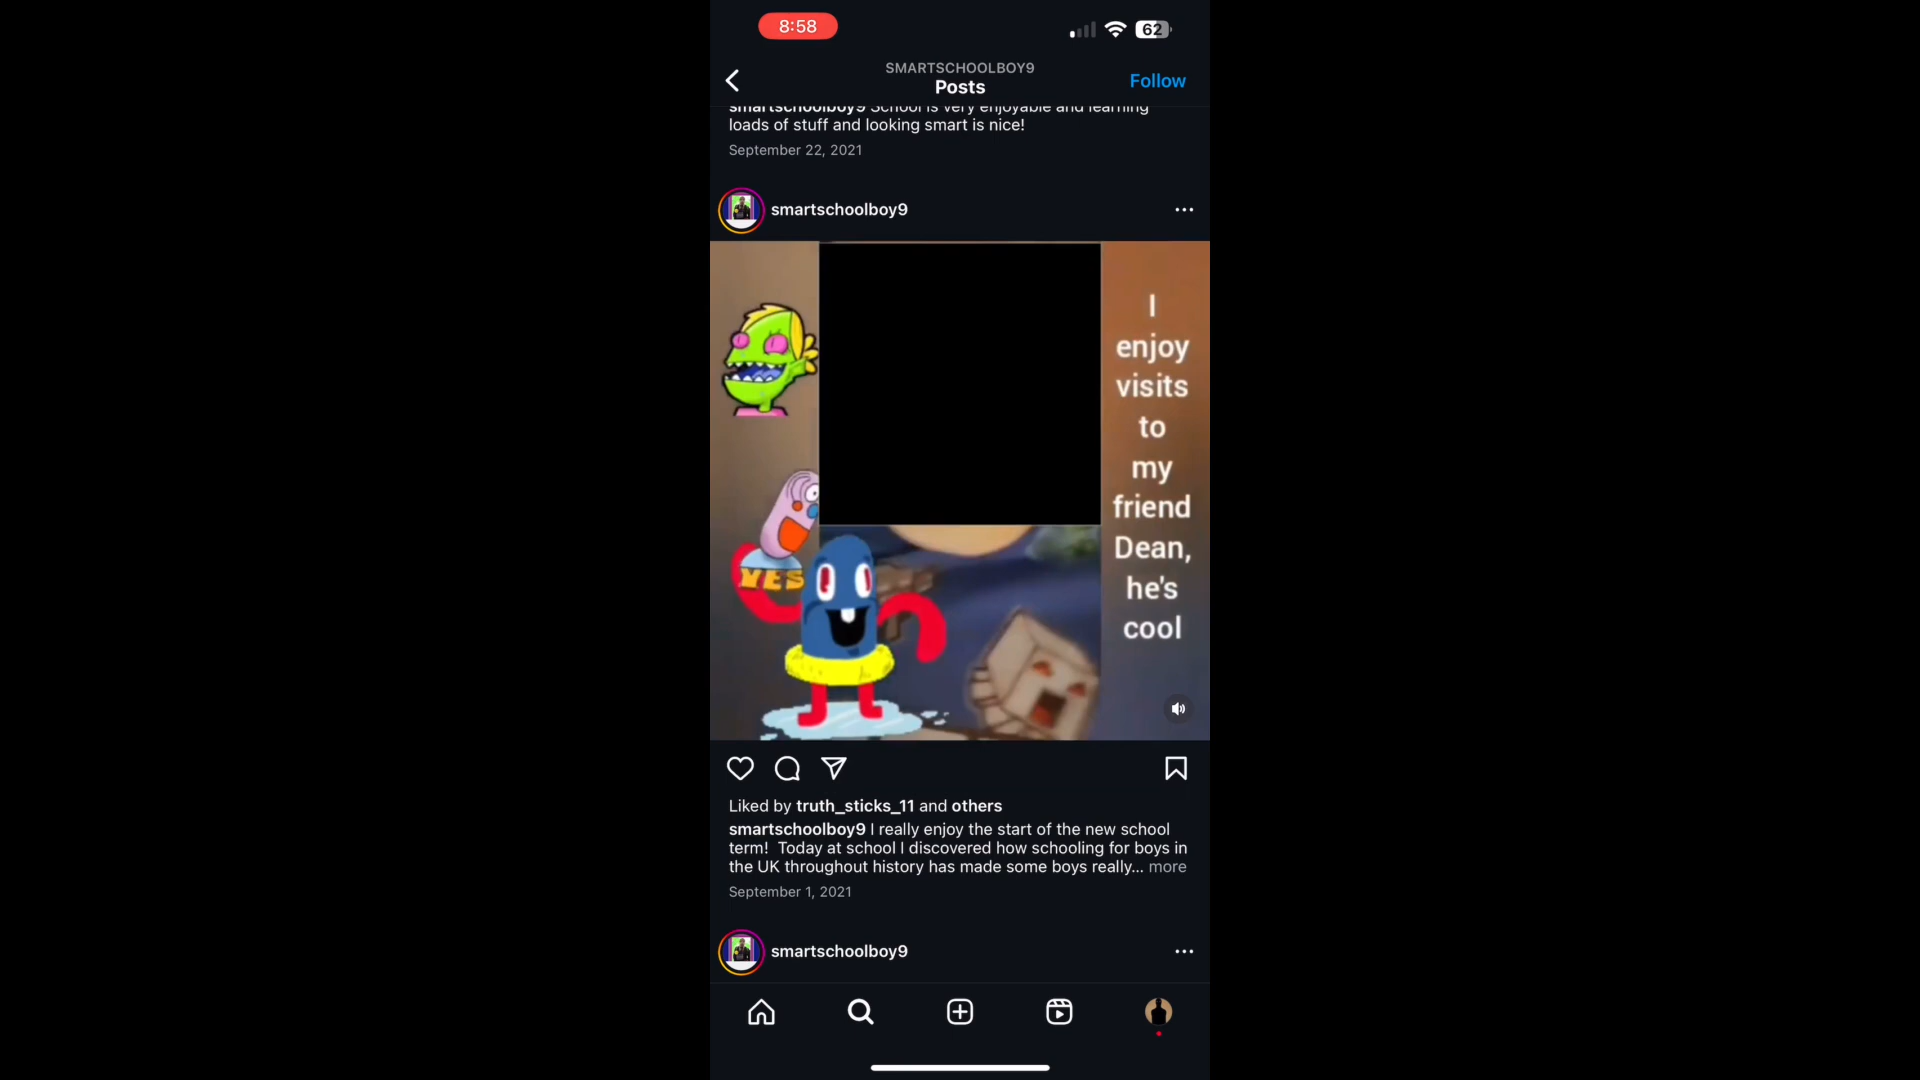 8:58
62
SMARTSCHOOLBOY9
Posts
Follow
smartschoolboy9 School is very enjoyable and learning
loads of stuff and looking smart is nice!
September 22, 2021
smartschoolboy9
I
enjoy
visits
to
my
friend
Dean,
he's
cool
YES
Liked by truth_sticks_11 and others
smartschoolboy9 I really enjoy the start of the new school
term!  Today at school I discovered how schooling for boys in
the UK throughout history has made some boys really... more
September 1, 2021
smartschoolboy9